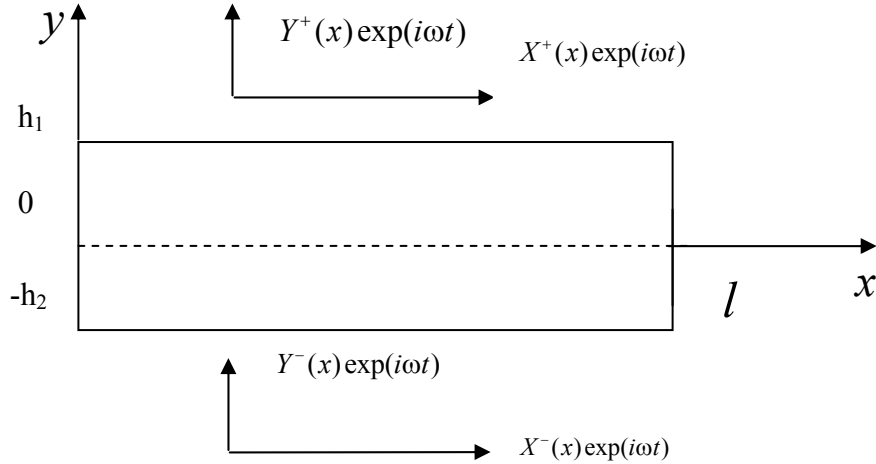 y
Y⁺(x) exp(iωt)
X⁺(x) exp(iωt)
h₁
0
-h₂
l
x
Y⁻(x) exp(iωt)
X⁻(x) exp(iωt)